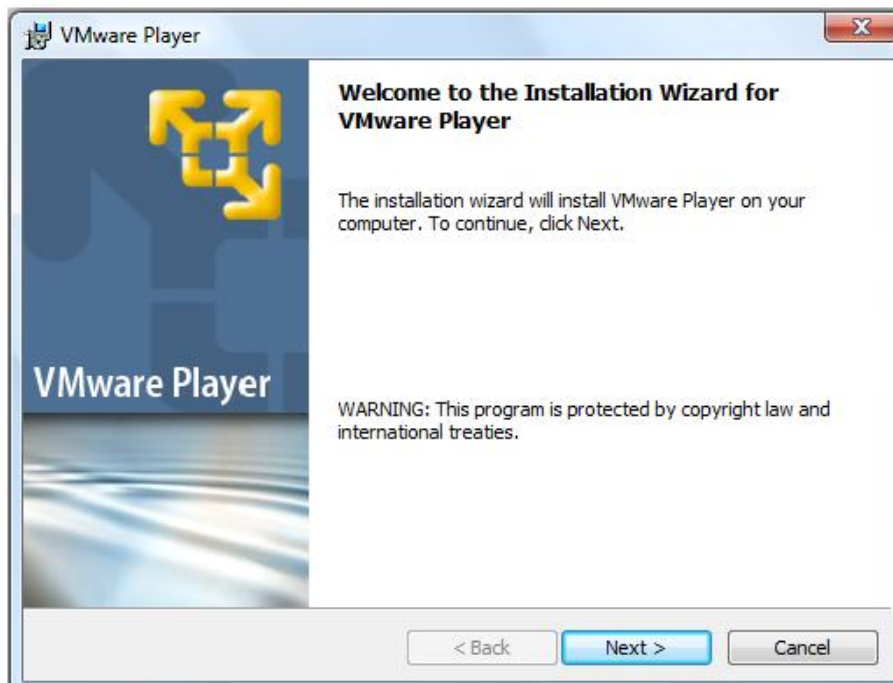 VMware Player
Welcome to the Installation Wizard for
VMware Player
The installation wizard will install VMware Player on your
computer. To continue, click Next.
VMware Player
WARNING: This program is protected by copyright law and
international treaties.
< Back
Next >
Cancel